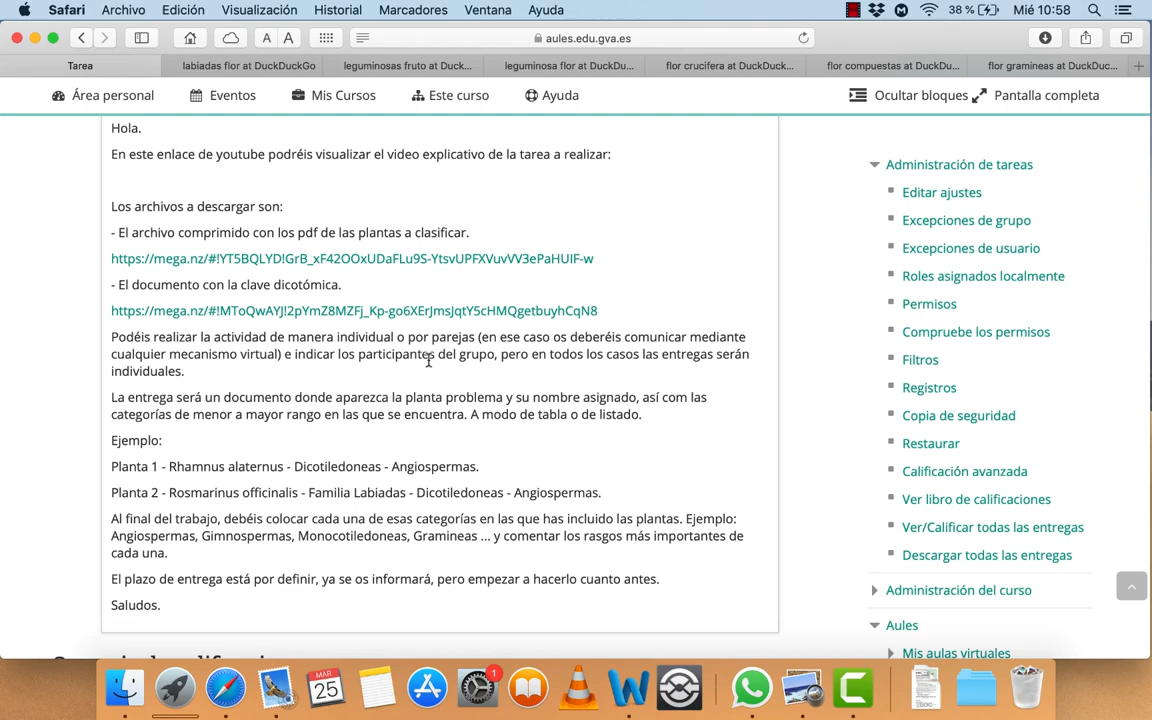 Safari Archivo Edición Visualización Historial Marcadores Ventana Ayuda 38 % Mié 10:58
A A aules.edu.gva.es
Tarea labiadas flor at DuckDuckGo leguminosas fruto at Duck... leguminosa flor at DuckDu... flor crucifera at DuckDuck... flor compuestas at DuckDu... flor gramineas at DuckDuc...
Área personal Eventos Mis Cursos Este curso Ayuda Ocultar bloques Pantalla completa
Hola.
En este enlace de youtube podréis visualizar el video explicativo de la tarea a realizar:
Los archivos a descargar son:
- El archivo comprimido con los pdf de las plantas a clasificar.
https://mega.nz/#!YT5BQLYD!GrB_xF42OOxUDaFLu9S-YtsvUPFXVuvVV3ePaHUIF-w
- El documento con la clave dicotómica.
https://mega.nz/#!MToQwAYJ!2pYmZ8MZFj_Kp-go6XErJmsJqtY5cHMQgetbuyhCqN8
Podéis realizar la actividad de manera individual o por parejas (en ese caso os deberéis comunicar mediante
cualquier mecanismo virtual) e indicar los participantes del grupo, pero en todos los casos las entregas serán
individuales.
La entrega será un documento donde aparezca la planta problema y su nombre asignado, así com las
categorías de menor a mayor rango en las que se encuentra. A modo de tabla o de listado.
Ejemplo:
Planta 1 - Rhamnus alaternus - Dicotiledoneas - Angiospermas.
Planta 2 - Rosmarinus officinalis - Familia Labiadas - Dicotiledoneas - Angiospermas.
Al final del trabajo, debéis colocar cada una de esas categorías en las que has incluido las plantas. Ejemplo:
Angiospermas, Gimnospermas, Monocotiledoneas, Gramineas ... y comentar los rasgos más importantes de
cada una.
El plazo de entrega está por definir, ya se os informará, pero empezar a hacerlo cuanto antes.
Saludos.
Administración de tareas
Editar ajustes
Excepciones de grupo
Excepciones de usuario
Roles asignados localmente
Permisos
Compruebe los permisos
Filtros
Registros
Copia de seguridad
Restaurar
Calificación avanzada
Ver libro de calificaciones
Ver/Calificar todas las entregas
Descargar todas las entregas
Administración del curso
Aules
Mis aulas virtuales
MAR
25
1